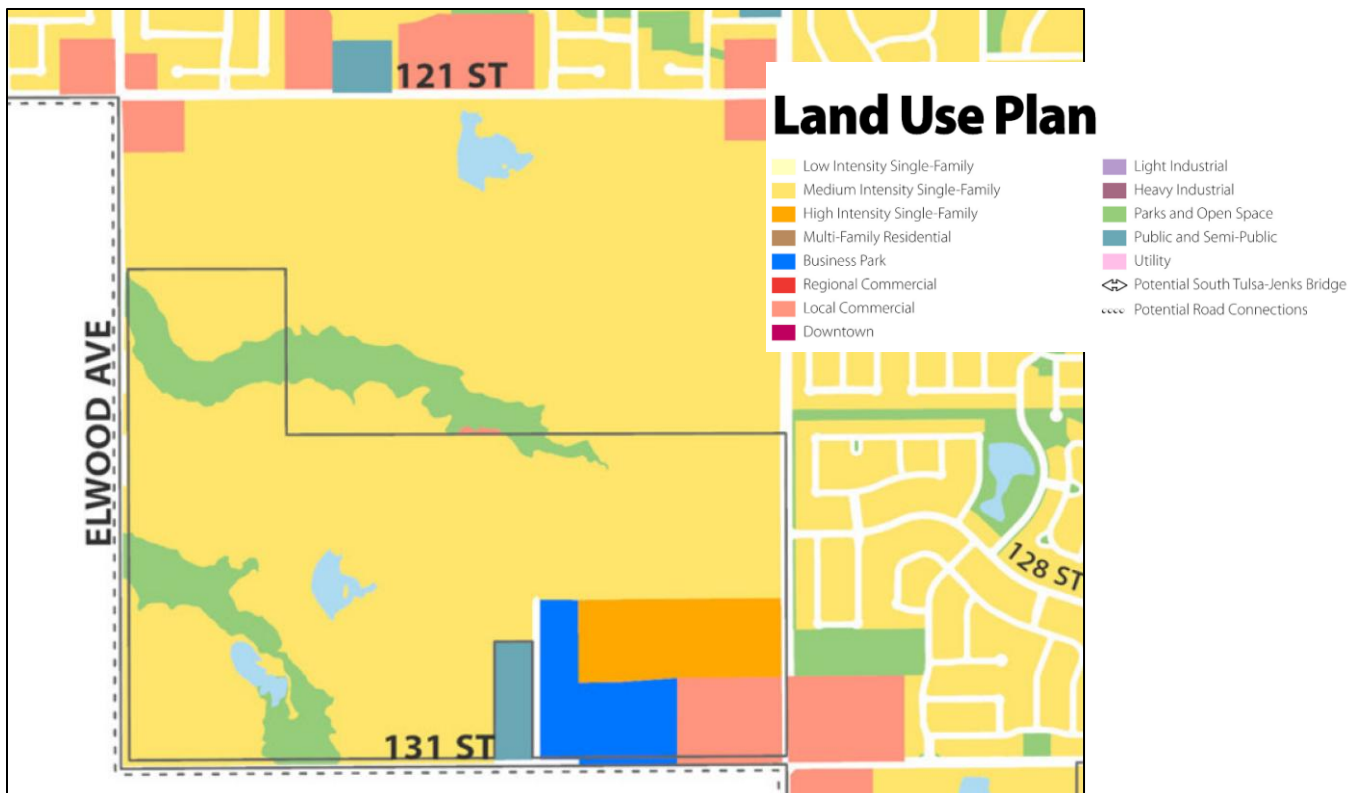 121 ST
Land Use Plan
Low Intensity Single-Family
Medium Intensity Single-Family
High Intensity Single-Family
Multi-Family Residential
Business Park
Regional Commercial
Local Commercial
Downtown
Light Industrial
Heavy Industrial
Parks and Open Space
Public and Semi-Public
Utility
Potential South Tulsa-Jenks Bridge
Potential Road Connections
ELWOOD AVE
128 ST
131 ST